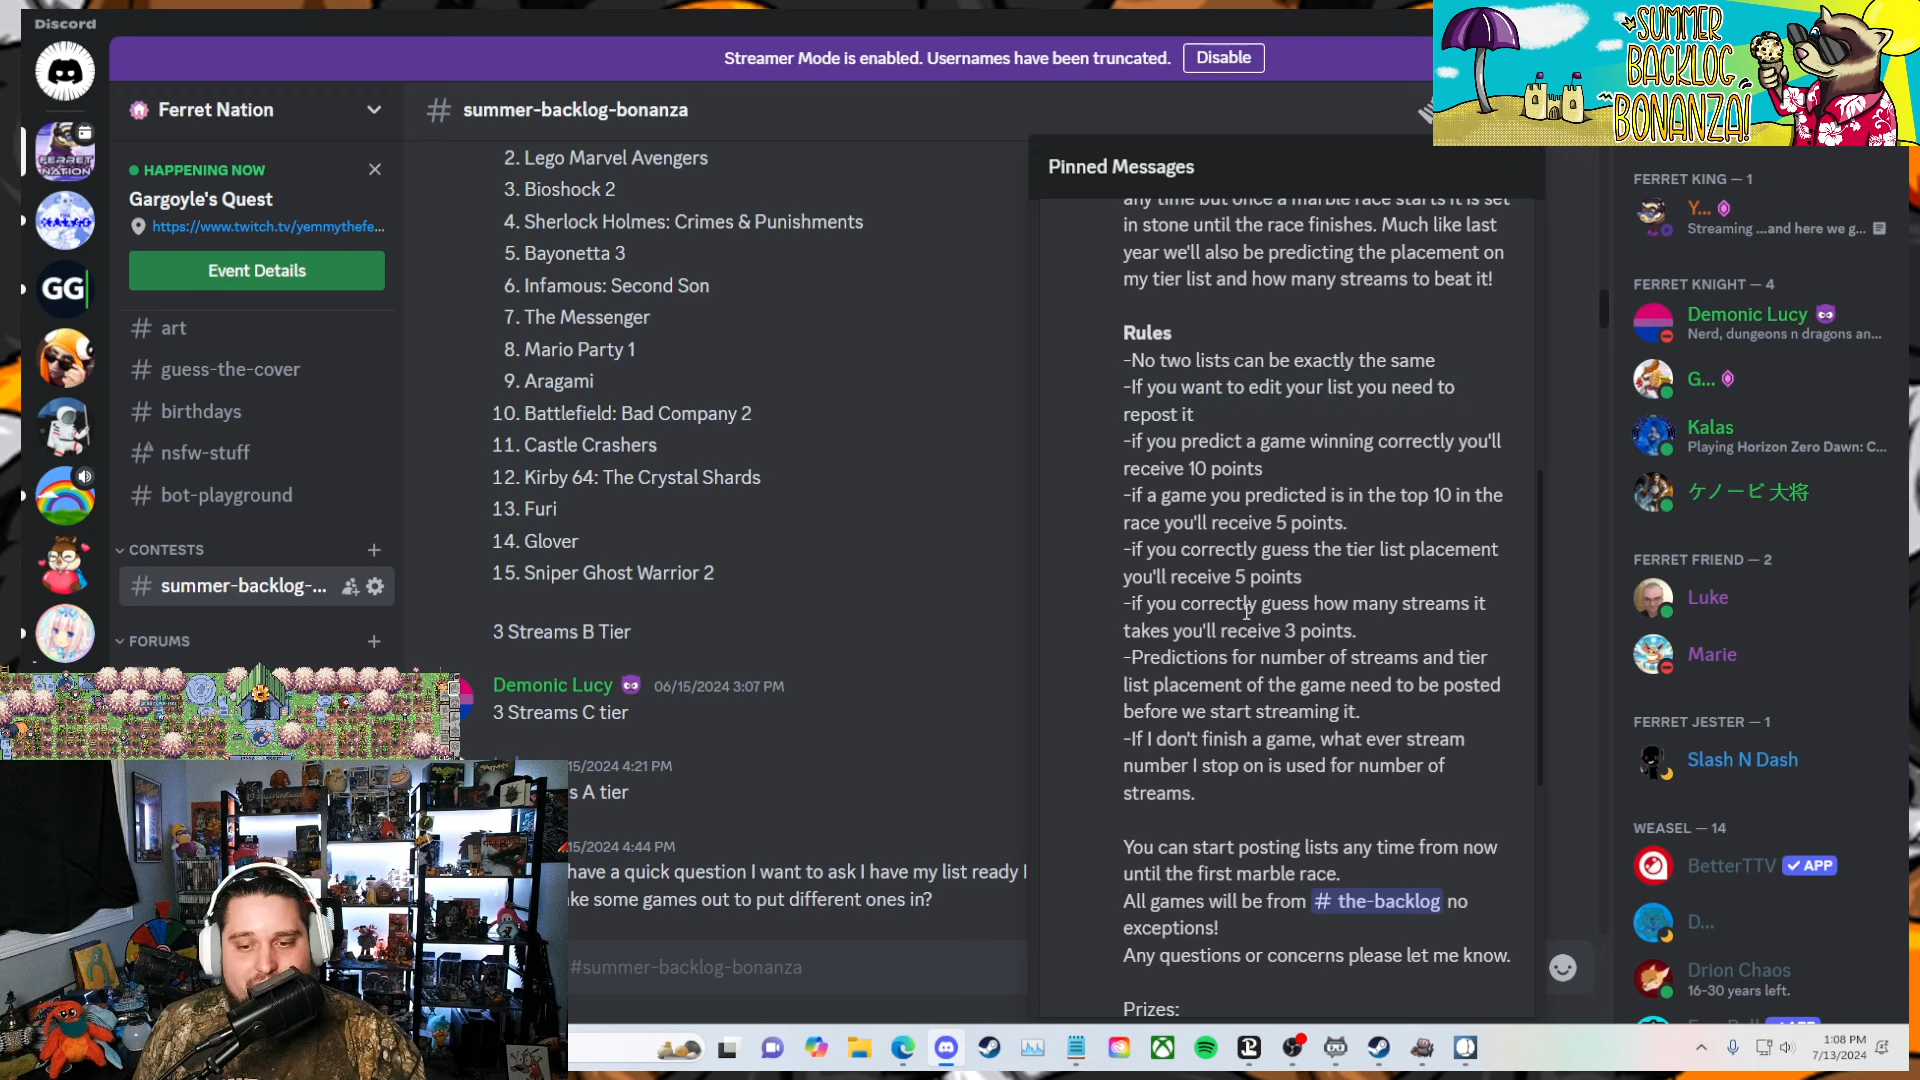 Discord
Streamer Mode is enabled. Usernames have been truncated.
Disable
SUMMER
BACKLOG
BONANZA!
Ferret Nation
# summer-backlog-bonanza
HAPPENING NOW
Gargoyle's Quest
https://www.twitch.tv/yemmythefe...
Event Details
# art
# guess-the-cover
# birthdays
# nsfw-stuff
# bot-playground
CONTESTS
# summer-backlog-...
FORUMS
FERRET NATION
GG
2. Lego Marvel Avengers
3. Bioshock 2
4. Sherlock Holmes: Crimes & Punishments
5. Bayonetta 3
6. Infamous: Second Son
7. The Messenger
8. Mario Party 1
9. Aragami
10. Battlefield: Bad Company 2
11. Castle Crashers
12. Kirby 64: The Crystal Shards
13. Furi
14. Glover
15. Sniper Ghost Warrior 2
3 Streams B Tier
Demonic Lucy 06/15/2024 3:07 PM
3 Streams C tier
15/2024 4:21 PM
s A tier
15/2024 4:44 PM
have a quick question I want to ask I have my list ready I
ke some games out to put different ones in?
#summer-backlog-bonanza
Pinned Messages
any time but once a marble race starts it is set
in stone until the race finishes. Much like last
year we'll also be predicting the placement on
my tier list and how many streams to beat it!
Rules
-No two lists can be exactly the same
-If you want to edit your list you need to
repost it
-if you predict a game winning correctly you'll
receive 10 points
-if a game you predicted is in the top 10 in the
race you'll receive 5 points.
-if you correctly guess the tier list placement
you'll receive 5 points
-if you correctly guess how many streams it
takes you'll receive 3 points.
-Predictions for number of streams and tier
list placement of the game need to be posted
before we start streaming it.
-If I don't finish a game, what ever stream
number I stop on is used for number of
streams.
You can start posting lists any time from now
until the first marble race.
All games will be from # the-backlog no
exceptions!
Any questions or concerns please let me know.
Prizes:
FERRET KING — 1
Y...
Streaming ...and here we g...
FERRET KNIGHT — 4
Demonic Lucy
Nerd, dungeons n dragons an...
G...
Kalas
Playing Horizon Zero Dawn: C...
ケノービ 大将
FERRET FRIEND — 2
Luke
Marie
FERRET JESTER — 1
Slash N Dash
WEASEL — 14
BetterTTV ✓ APP
D...
Drion Chaos
16-30 years left.
1:08 PM
7/13/2024